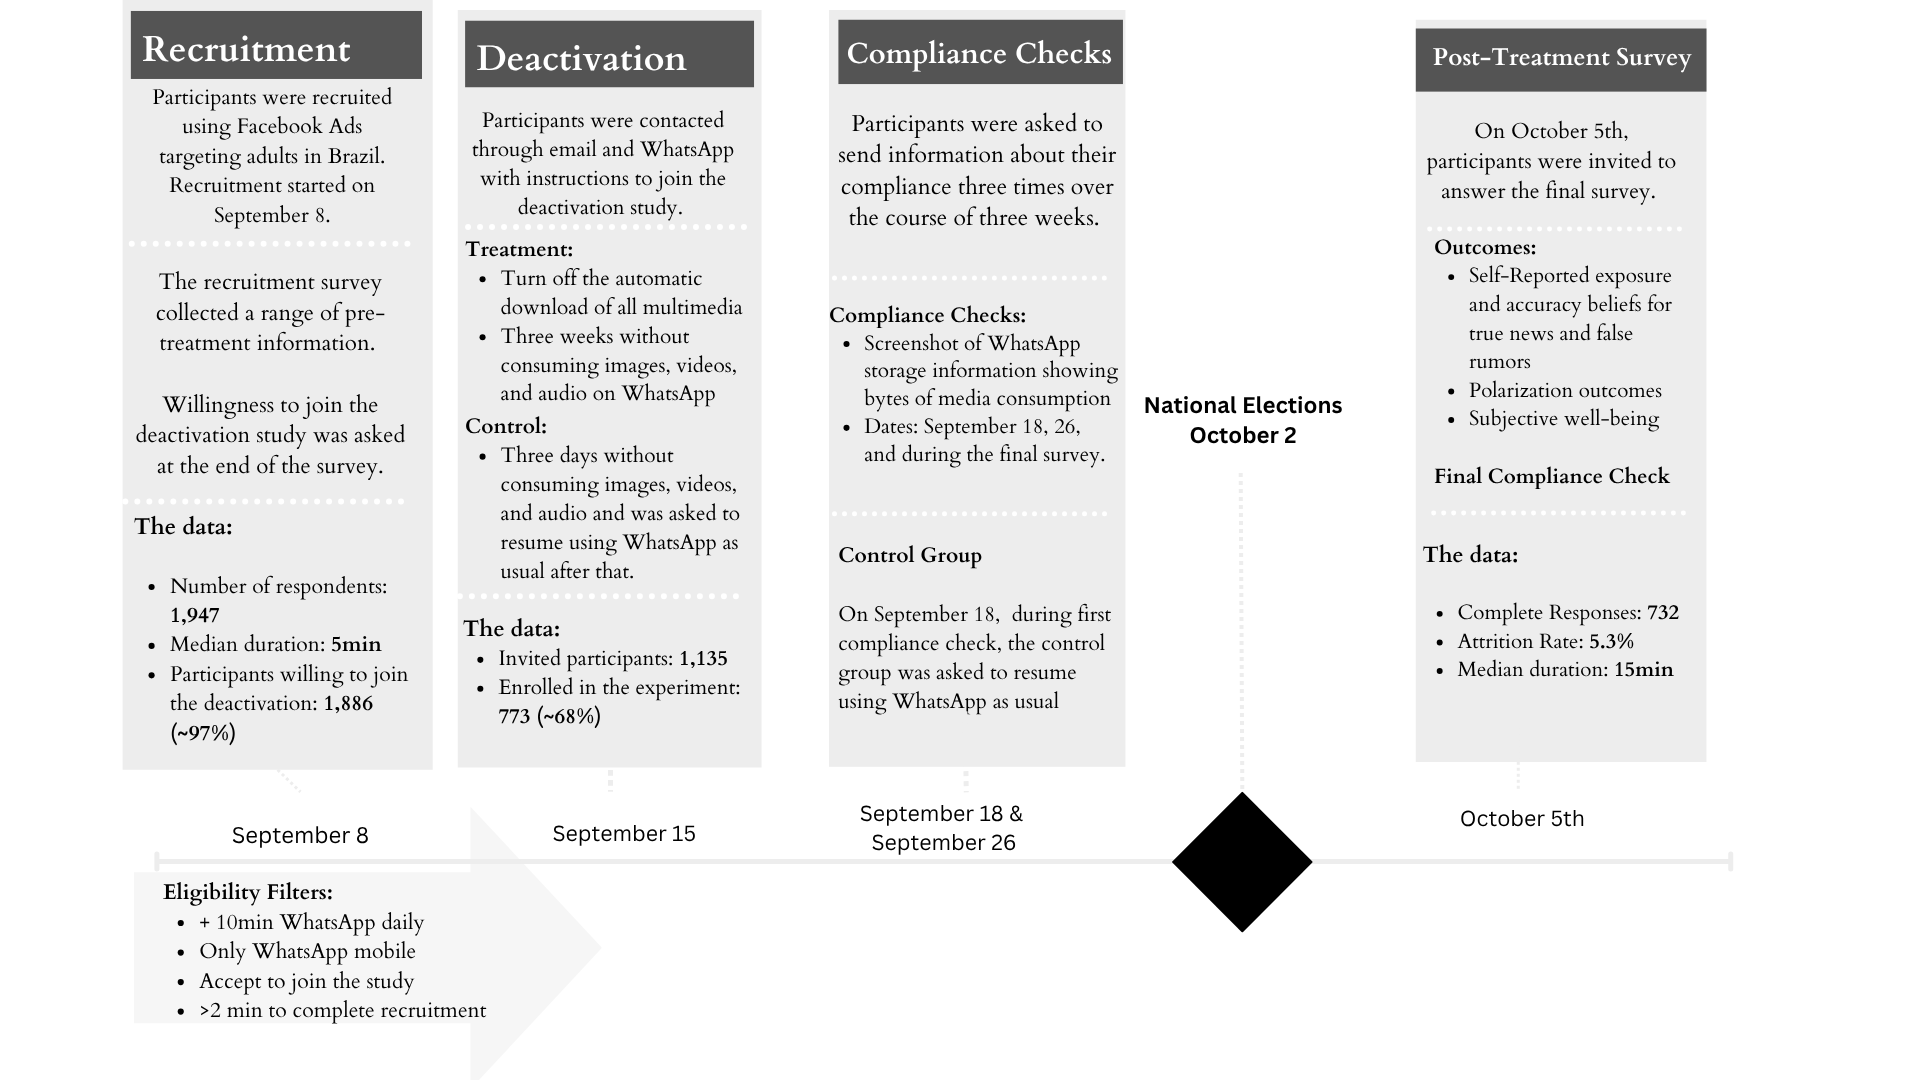 Recruitment
Participants were recruited
using Facebook Ads
targeting adults in Brazil.
Recruitment started on
September 8.
The recruitment survey
collected a range of pre-
treatment information.
Willingness to join the
deactivation study was asked
at the end of the survey.
The data:
• Number of respondents:
1,947
• Median duration: 5min
• Participants willing to join
the deactivation: 1,886
(~97%)
Deactivation
Participants were contacted
through email and WhatsApp
with instructions to join the
deactivation study.
Treatment:
• Turn off the automatic
download of all multimedia
• Three weeks without
consuming images, videos,
and audio on WhatsApp
Control:
• Three days without
consuming images, videos,
and audio and was asked to
resume using WhatsApp as
usual after that.
The data:
• Invited participants: 1,135
• Enrolled in the experiment:
773 (~68%)
Compliance Checks
Participants were asked to
send information about their
compliance three times over
the course of three weeks.
Compliance Checks:
• Screenshot of WhatsApp
storage information showing
bytes of media consumption
• Dates: September 18, 26,
and during the final survey.
Control Group
On September 18, during first
compliance check, the control
group was asked to resume
using WhatsApp as usual
National Elections
October 2
Post-Treatment Survey
On October 5th,
participants were invited to
answer the final survey.
Outcomes:
• Self-Reported exposure
and accuracy beliefs for
true news and false
rumors
• Polarization outcomes
• Subjective well-being
Final Compliance Check
The data:
• Complete Responses: 732
• Attrition Rate: 5.3%
• Median duration: 15min
September 8
September 15
September 18 &
September 26
October 5th
Eligibility Filters:
• + 10min WhatsApp daily
• Only WhatsApp mobile
• Accept to join the study
• >2 min to complete recruitment